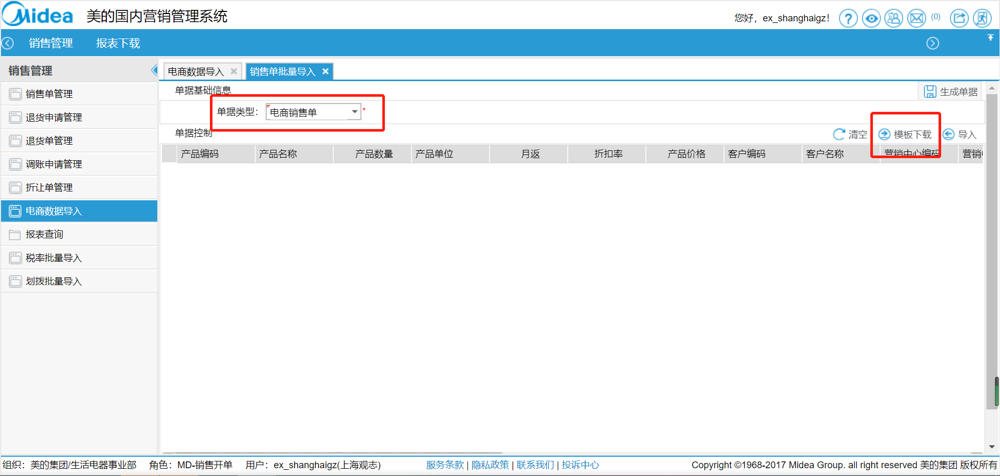 Midea 美的国内营销管理系统 您好，ex_shanghaigz! (0)
销售管理 报表下载
销售管理
销售单管理
退货申请管理
退货单管理
调账申请管理
折让单管理
电商数据导入
报表查询
税率批量导入
划拨批量导入
电商数据导入 销售单批量导入
单据基础信息 生成单据
单据类型： 电商销售单 *
单据控制 清空 模板下载 导入
产品编码 产品名称 产品数量 产品单位 月返 折扣率 产品价格 客户编码 客户名称 营销中心编码 营销
组织：美的集团/生活电器事业部 角色：MD-销售开单 用户：ex_shanghaigz(上海观志) 服务条款 | 隐私政策 | 联系我们 | 投诉中心 Copyright ©1968-2017 Midea Group. all right reserved 美的集团 版权所有